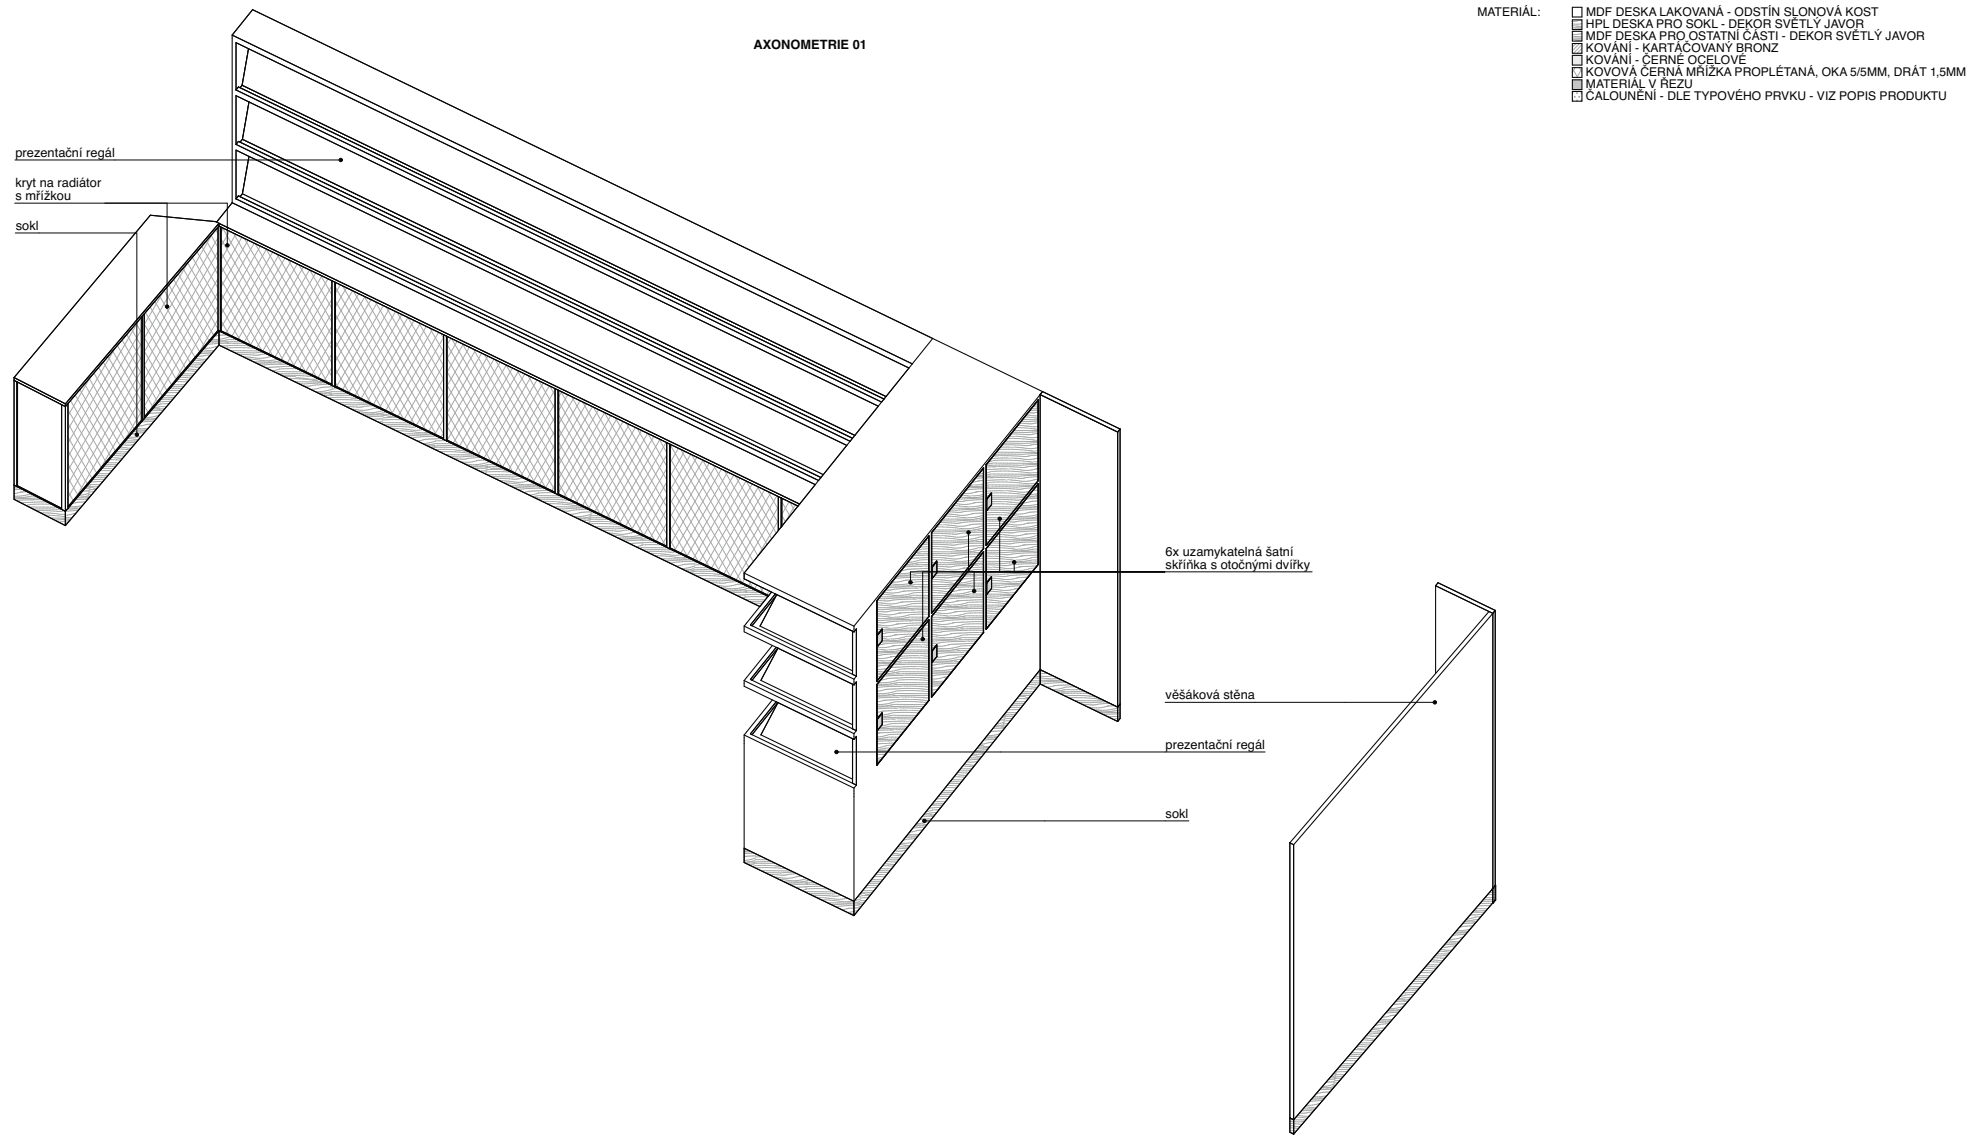 AXONOMETRIE 01
MATERIÁL:
MDF DESKA LAKOVANÁ - ODSTÍN SLONOVÁ KOST
HPL DESKA PRO SOKL - DEKOR SVĚTLÝ JAVOR
MDF DESKA PRO OSTATNÍ ČÁSTI - DEKOR SVĚTLÝ JAVOR
KOVÁNÍ - KARTÁČOVANÝ BRONZ
KOVÁNÍ - ČERNÉ OCELOVÉ
KOVOVÁ ČERNÁ MŘÍŽKA PROPLÉTANÁ, OKA 5/5MM, DRÁT 1,5MM
MATERIÁL V ŘEZU
ČALOUNĚNÍ - DLE TYPOVÉHO PRVKU - VIZ POPIS PRODUKTU
prezentační regál
kryt na radiátor
s mřížkou
sokl
6x uzamykatelná šatní
skříňka s otočnými dvířky
věšáková stěna
prezentační regál
sokl